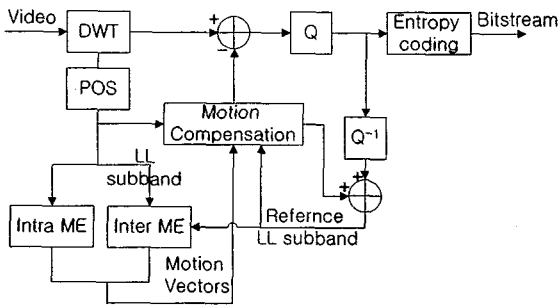 Video
DWT
+
−
Q
Entropy
coding
Bitstream
POS
Motion
Compensation
Q⁻¹
LL
subband
+
+
Intra ME
Inter ME
Refernce
LL subband
Motion
Vectors